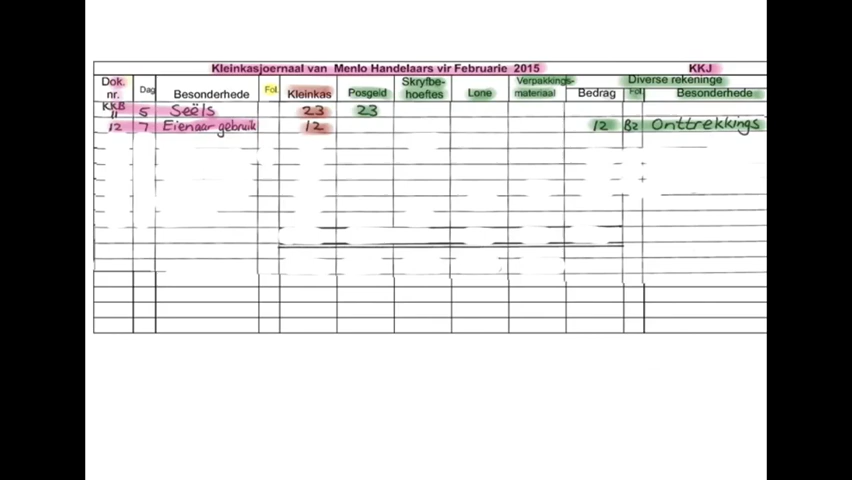 Kleinkasjoernaal van Menlo Handelaars vir Februarie 2015 KKJ
Dok. nr. Dag Besonderhede Fol. Kleinkas Posgeld Skryfbe-hoeftes Lone Verpakkings-materiaal Diverse rekeninge Bedrag Fol. Besonderhede
KKB 11 5 Seëls 23 23
12 7 Eienaar gebruik 12 12 B2 Onttrekkings